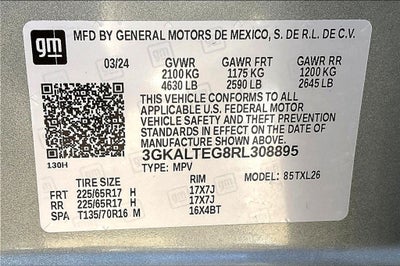 gm
MFD BY GENERAL MOTORS DE MEXICO, S. DE R.L. DE C.V.
03/24 GVWR GAWR FRT GAWR RR
2100 KG 1175 KG 1200 KG
4630 LB 2590 LB 2645 LB
THIS VEHICLE CONFORMS TO ALL
APPLICABLE U.S. FEDERAL MOTOR
VEHICLE SAFETY AND THEFT PREVENTION
STANDARDS IN EFFECT ON THE DATE OF
MANUFACTURE SHOWN ABOVE.
3GKALTEG8RL308895
130H TYPE: MPV MODEL: 85TXL26
TIRE SIZE RIM
FRT 225/65R17 H 17X7J
RR 225/65R17 H 17X7J
SPA T135/70R16 M 16X4BT